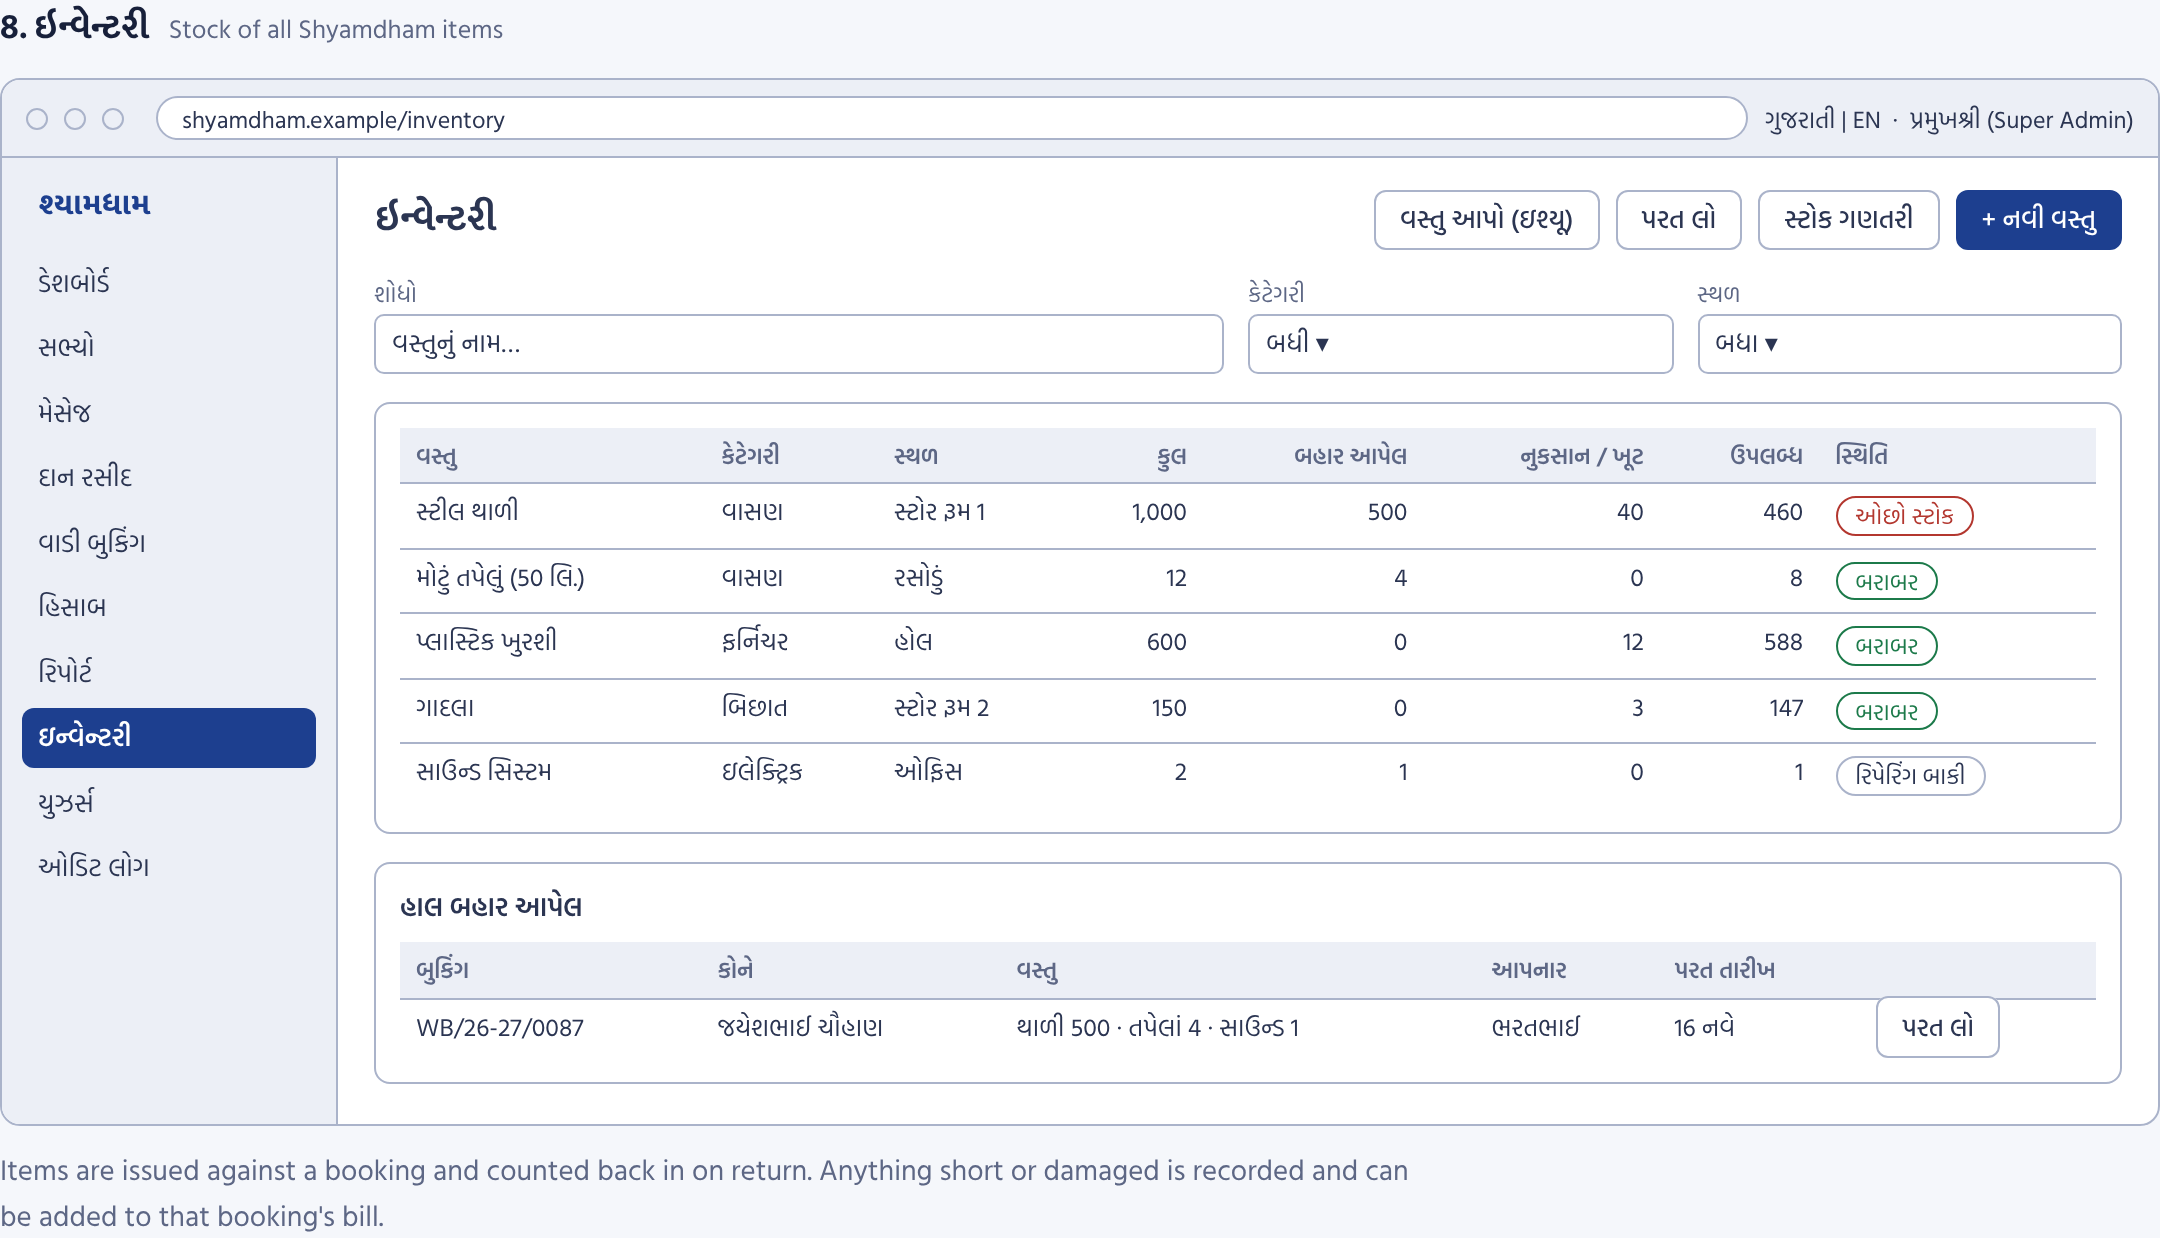 8. ઇન્વેન્ટરી Stock of all Shyamdham items
shyamdham.example/inventory
ગુજરાતી | EN · પ્રમુખશ્રી (Super Admin)
શ્યામધામ
ડેશબોર્ડ
સભ્યો
મેસેજ
દાન રસીદ
વાડી બુકિંગ
હિસાબ
રિપોર્ટ
ઇન્વેન્ટરી
યુઝર્સ
ઓડિટ લોગ
ઇન્વેન્ટરી
વસ્તુ આપો (ઇશ્યૂ) પરત લો સ્ટોક ગણતરી + નવી વસ્તુ
શોધો કેટેગરી સ્થળ
વસ્તુનું નામ... બધી ▾ બધા ▾
વસ્તુ કેટેગરી સ્થળ કુલ બહાર આપેલ નુકસાન / ખૂટ ઉપલબ્ધ સ્થિતિ
સ્ટીલ થાળી વાસણ સ્ટોર રૂમ 1 1,000 500 40 460 ઓછો સ્ટોક
મોટું તપેલું (50 લિ.) વાસણ રસોડું 12 4 0 8 બરાબર
પ્લાસ્ટિક ખુરશી ફર્નિચર હોલ 600 0 12 588 બરાબર
ગાદલા બિછાત સ્ટોર રૂમ 2 150 0 3 147 બરાબર
સાઉન્ડ સિસ્ટમ ઇલેક્ટ્રિક ઓફિસ 2 1 0 1 રિપેરિંગ બાકી
હાલ બહાર આપેલ
બુકિંગ કોને વસ્તુ આપનાર પરત તારીખ
WB/26-27/0087 જયેશભાઈ ચૌહાણ થાળી 500 · તપેલાં 4 · સાઉન્ડ 1 ભરતભાઈ 16 નવે પરત લો
Items are issued against a booking and counted back in on return. Anything short or damaged is recorded and can
be added to that booking's bill.